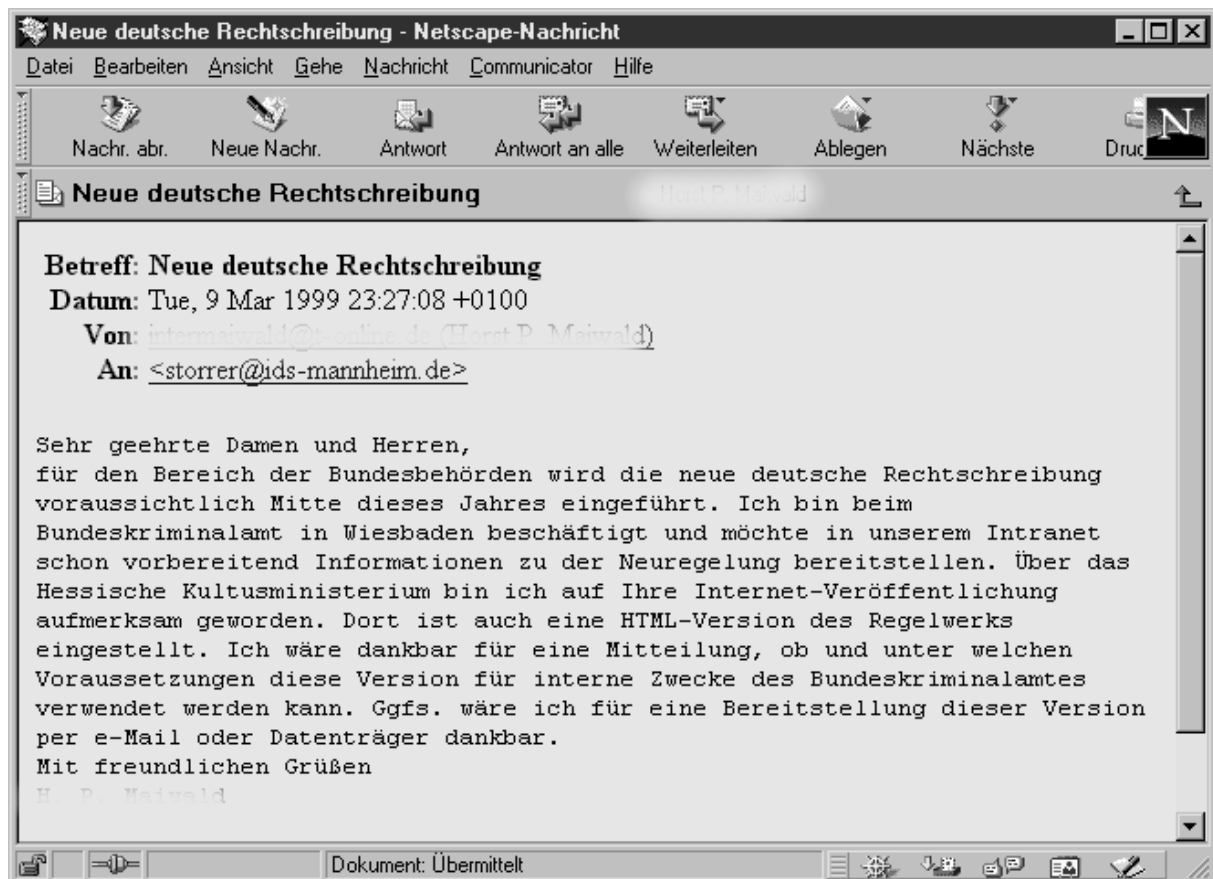 Neue deutsche Rechtschreibung - Netscape-Nachricht
Datei Bearbeiten Ansicht Gehe Nachricht Communicator Hilfe
Nachr. abr. Neue Nachr. Antwort Antwort an alle Weiterleiten Ablegen Nächste Druc
N
Neue deutsche Rechtschreibung
Betreff: Neue deutsche Rechtschreibung
Datum: Tue, 9 Mar 1999 23:27:08 +0100
Von:
An: <storrer@ids-mannheim.de>
Sehr geehrte Damen und Herren,
für den Bereich der Bundesbehörden wird die neue deutsche Rechtschreibung
voraussichtlich Mitte dieses Jahres eingeführt. Ich bin beim
Bundeskriminalamt in Wiesbaden beschäftigt und möchte in unserem Intranet
schon vorbereitend Informationen zu der Neuregelung bereitstellen. Über das
Hessische Kultusministerium bin ich auf Ihre Internet-Veröffentlichung
aufmerksam geworden. Dort ist auch eine HTML-Version des Regelwerks
eingestellt. Ich wäre dankbar für eine Mitteilung, ob und unter welchen
Voraussetzungen diese Version für interne Zwecke des Bundeskriminalamtes
verwendet werden kann. Ggfs. wäre ich für eine Bereitstellung dieser Version
per e-Mail oder Datenträger dankbar.
Mit freundlichen Grüßen
Dokument: Übermittelt